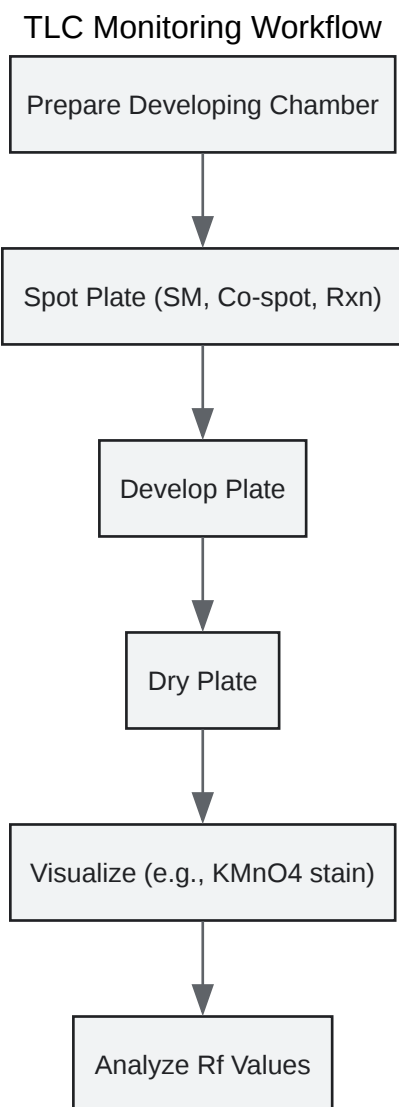 TLC Monitoring Workflow
Prepare Developing Chamber
Spot Plate (SM, Co-spot, Rxn)
Develop Plate
Dry Plate
Visualize (e.g., KMnO4 stain)
Analyze Rf Values